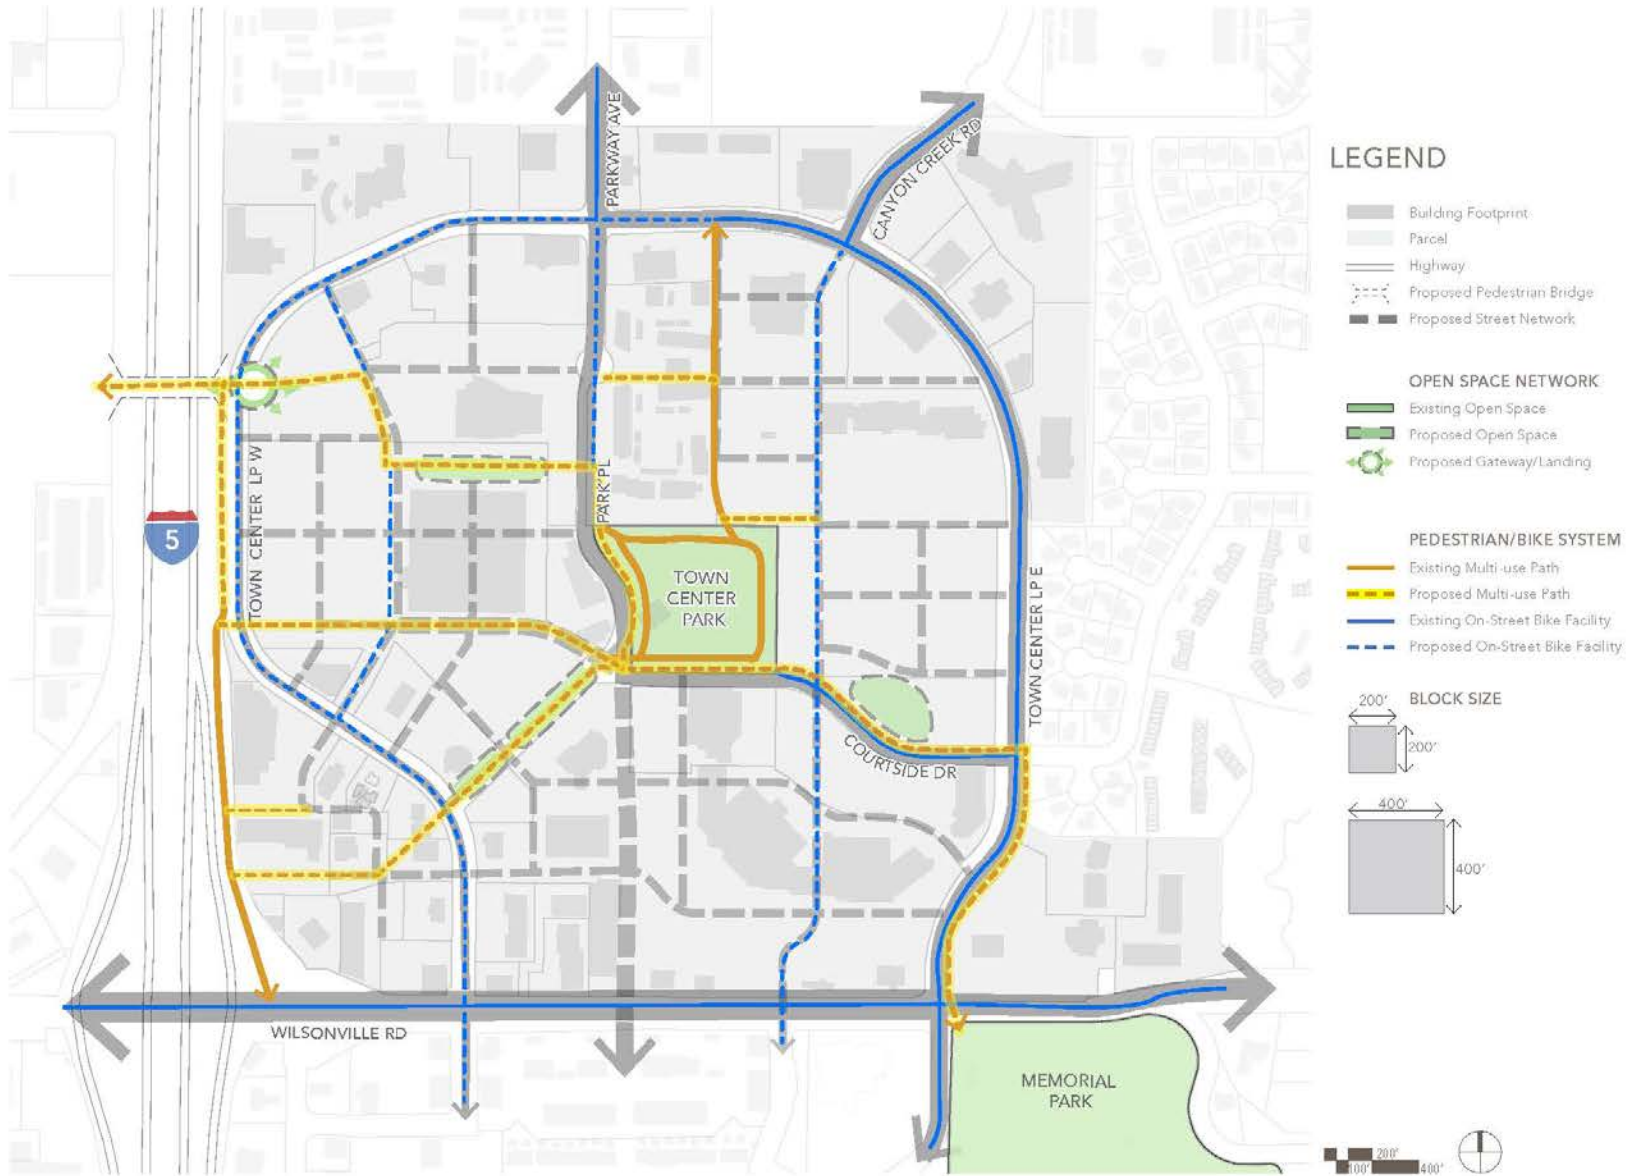 PARKWAY AVE
CANYON CREEK RD
TOWN CENTER LP W
PARK PL
5
TOWN
CENTER
PARK
TOWN CENTER LP E
COURTSIDE DR
WILSONVILLE RD
MEMORIAL
PARK
LEGEND
Building Footprint
Parcel
Highway
Proposed Pedestrian Bridge
Proposed Street Network
OPEN SPACE NETWORK
Existing Open Space
Proposed Open Space
Proposed Gateway/Landing
PEDESTRIAN/BIKE SYSTEM
Existing Multi-use Path
Proposed Multi-use Path
Existing On-Street Bike Facility
Proposed On-Street Bike Facility
BLOCK SIZE
200'
200'
400'
400'
200'
100'
400'